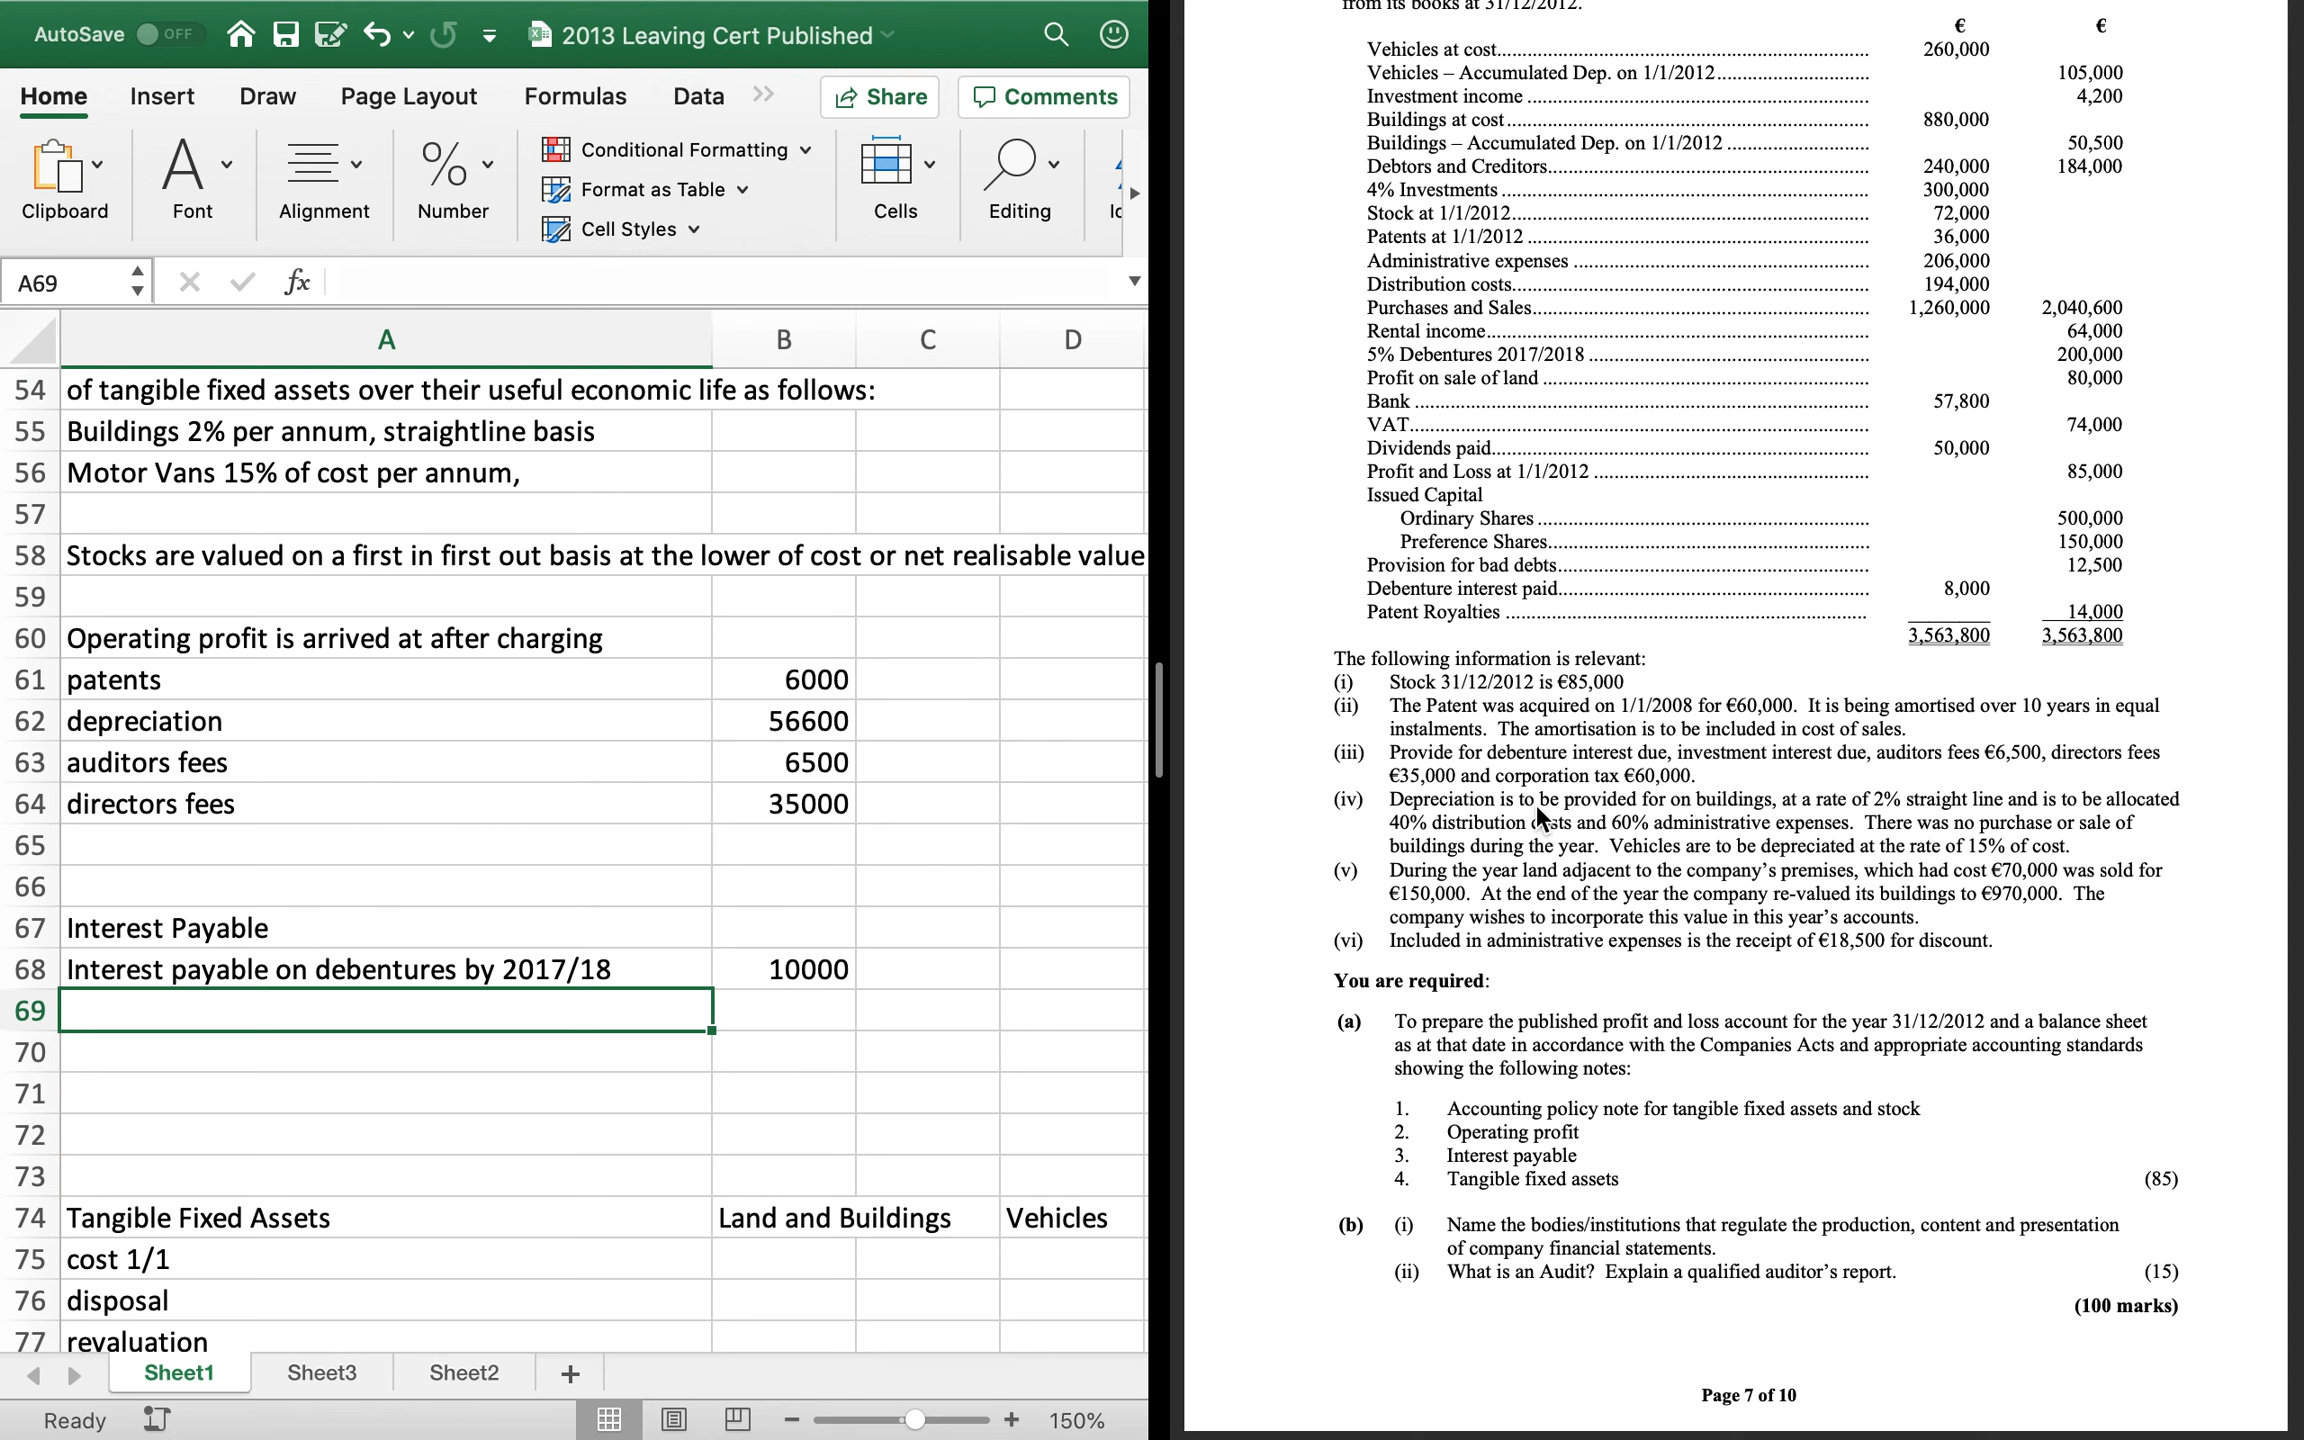 AutoSave OFF 2013 Leaving Cert Published
Home Insert Draw Page Layout Formulas Data Share Comments
Conditional Formatting
Format as Table
Cell Styles
Clipboard Font Alignment Number Cells Editing
A69 fx
A B C D
54 of tangible fixed assets over their useful economic life as follows:
55 Buildings 2% per annum, straightline basis
56 Motor Vans 15% of cost per annum,
57
58 Stocks are valued on a first in first out basis at the lower of cost or net realisable value
59
60 Operating profit is arrived at after charging
61 patents 6000
62 depreciation 56600
63 auditors fees 6500
64 directors fees 35000
65
66
67 Interest Payable
68 Interest payable on debentures by 2017/18 10000
69
70
71
72
73
74 Tangible Fixed Assets Land and Buildings Vehicles
75 cost 1/1
76 disposal
77 revaluation
Sheet1 Sheet3 Sheet2 +
Ready 150%
from its books at 31/12/2012.
€ €
Vehicles at cost 260,000
Vehicles – Accumulated Dep. on 1/1/2012 105,000
Investment income 4,200
Buildings at cost 880,000
Buildings – Accumulated Dep. on 1/1/2012 50,500
Debtors and Creditors 240,000 184,000
4% Investments 300,000
Stock at 1/1/2012 72,000
Patents at 1/1/2012 36,000
Administrative expenses 206,000
Distribution costs 194,000
Purchases and Sales 1,260,000 2,040,600
Rental income 64,000
5% Debentures 2017/2018 200,000
Profit on sale of land 80,000
Bank 57,800
VAT 74,000
Dividends paid 50,000
Profit and Loss at 1/1/2012 85,000
Issued Capital
Ordinary Shares 500,000
Preference Shares 150,000
Provision for bad debts 12,500
Debenture interest paid 8,000
Patent Royalties 14,000
3,563,800 3,563,800
The following information is relevant:
(i) Stock 31/12/2012 is €85,000
(ii) The Patent was acquired on 1/1/2008 for €60,000. It is being amortised over 10 years in equal
instalments. The amortisation is to be included in cost of sales.
(iii) Provide for debenture interest due, investment interest due, auditors fees €6,500, directors fees
€35,000 and corporation tax €60,000.
(iv) Depreciation is to be provided for on buildings, at a rate of 2% straight line and is to be allocated
40% distribution costs and 60% administrative expenses. There was no purchase or sale of
buildings during the year. Vehicles are to be depreciated at the rate of 15% of cost.
(v) During the year land adjacent to the company's premises, which had cost €70,000 was sold for
€150,000. At the end of the year the company re-valued its buildings to €970,000. The
company wishes to incorporate this value in this year's accounts.
(vi) Included in administrative expenses is the receipt of €18,500 for discount.
You are required:
(a) To prepare the published profit and loss account for the year 31/12/2012 and a balance sheet
as at that date in accordance with the Companies Acts and appropriate accounting standards
showing the following notes:
1. Accounting policy note for tangible fixed assets and stock
2. Operating profit
3. Interest payable
4. Tangible fixed assets (85)
(b) (i) Name the bodies/institutions that regulate the production, content and presentation
of company financial statements.
(ii) What is an Audit? Explain a qualified auditor's report. (15)
(100 marks)
Page 7 of 10